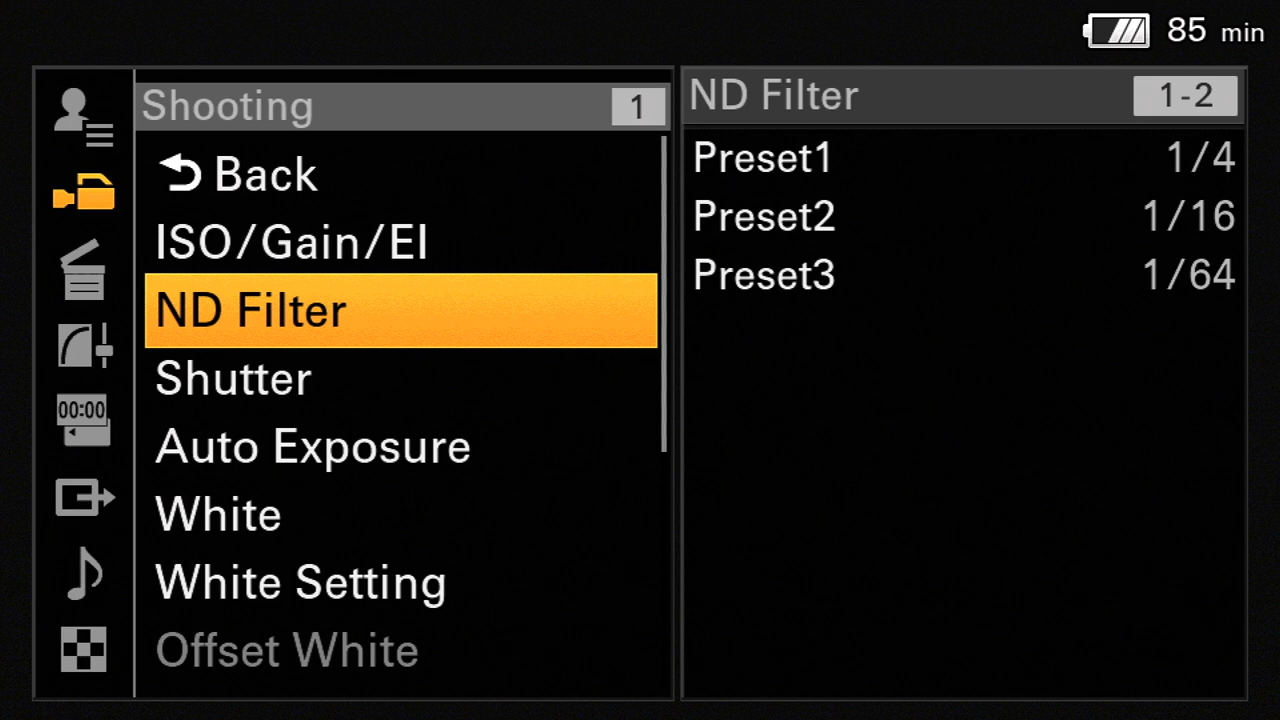 85 min
Shooting 1
Back
ISO/Gain/EI
ND Filter
Shutter
Auto Exposure
White
White Setting
Offset White
00:00
ND Filter 1-2
Preset1 1/4
Preset2 1/16
Preset3 1/64